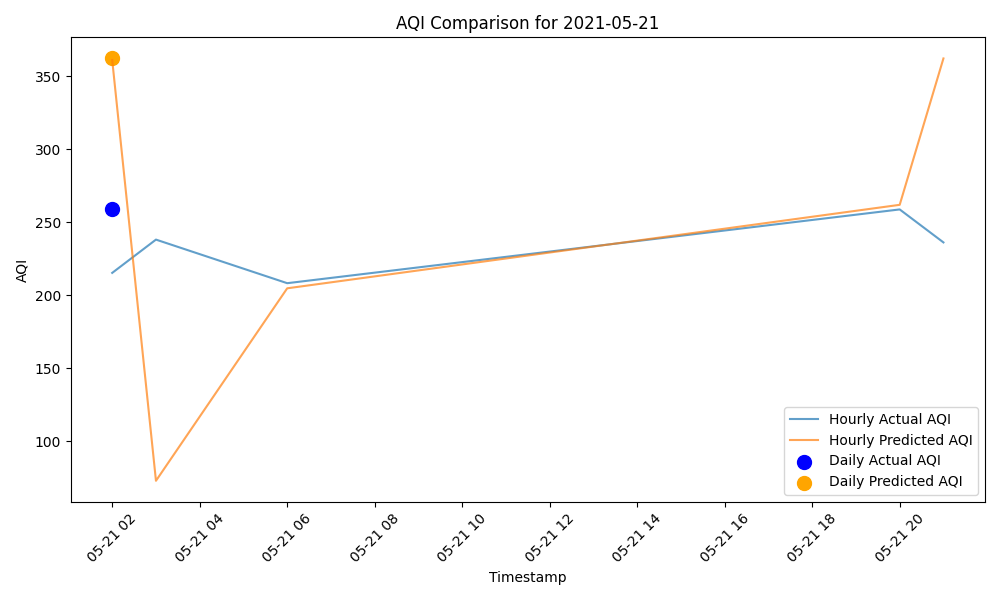 AQI Comparison for 2021-05-21
AQI
350
300
250
200
150
100
05-21 02
05-21 04
05-21 06
05-21 08
05-21 10
05-21 12
05-21 14
05-21 16
05-21 18
05-21 20
Timestamp
Hourly Actual AQI
Hourly Predicted AQI
Daily Actual AQI
Daily Predicted AQI